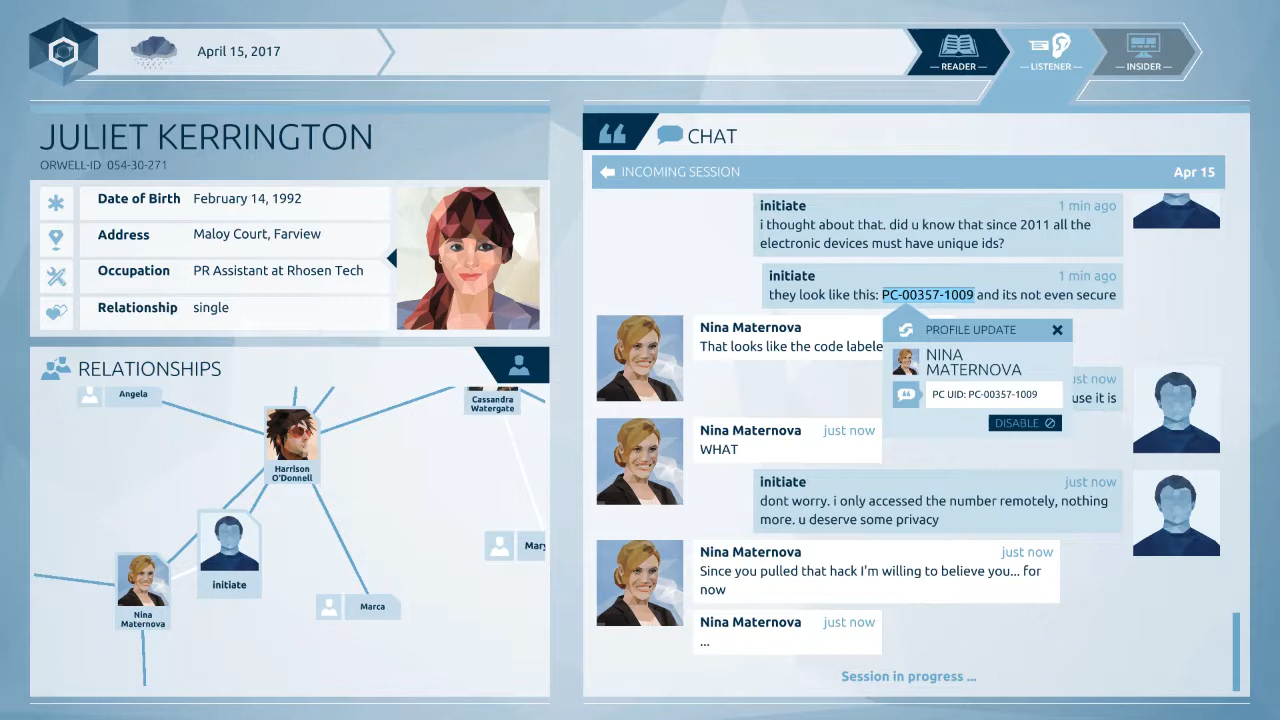 April 15, 2017
— READER —
— LISTENER —
— INSIDER —
JULIET KERRINGTON
ORWELL-ID 054-30-271
Date of Birth February 14, 1992
Address Maloy Court, Farview
Occupation PR Assistant at Rhosen Tech
Relationship single
RELATIONSHIPS
Angela
Cassandra
Watergate
Harrison
O'Donnell
Mary
initiate
Nina
Maternova
Marca
CHAT
INCOMING SESSION Apr 15
initiate 1 min ago
i thought about that. did u know that since 2011 all the
electronic devices must have unique ids?
initiate 1 min ago
they look like this: PC-00357-1009 and its not even secure
Nina Maternova
That looks like the code labele
PROFILE UPDATE
NINA
MATERNOVA
PC UID: PC-00357-1009
DISABLE
just now
use it is
Nina Maternova just now
WHAT
initiate just now
dont worry. i only accessed the number remotely, nothing
more. u deserve some privacy
Nina Maternova just now
Since you pulled that hack I'm willing to believe you... for
now
Nina Maternova just now
...
Session in progress ...